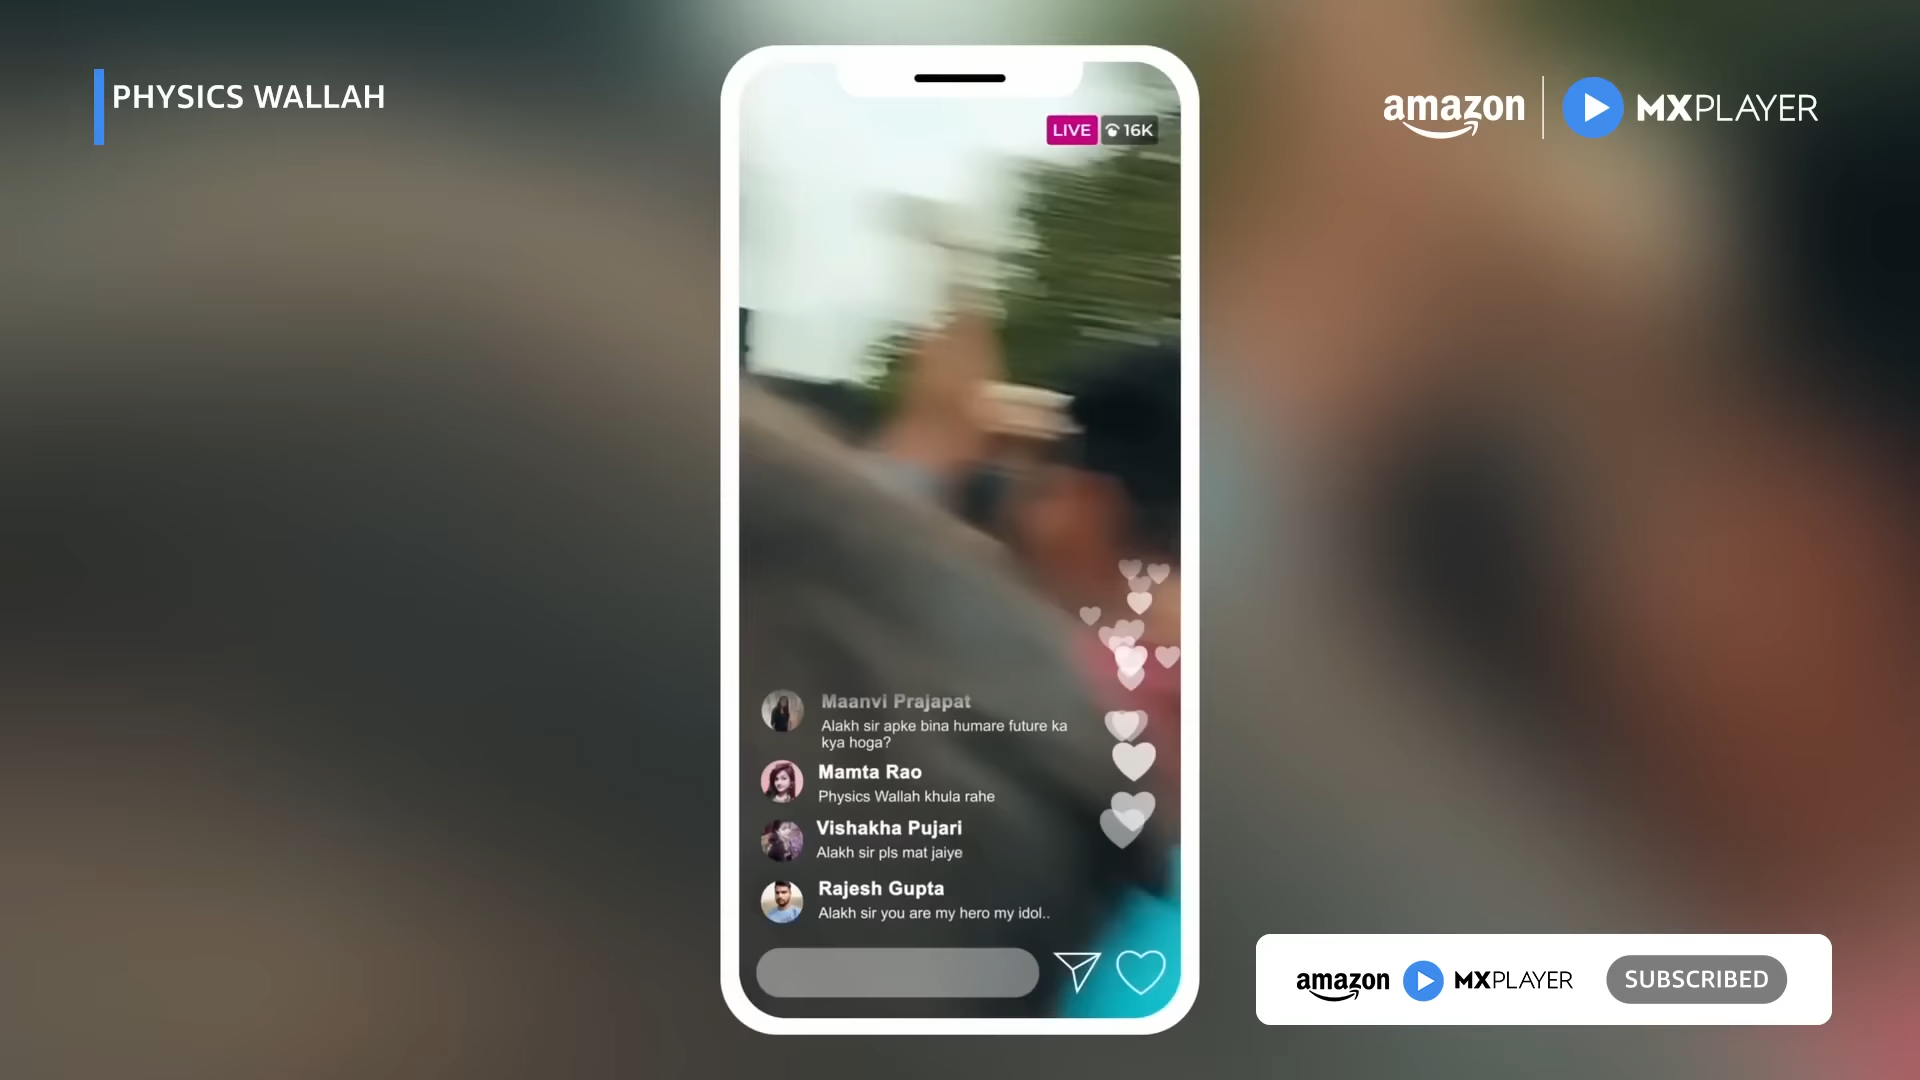 PHYSICS WALLAH
amazon
MXPLAYER
LIVE
16K
Maanvi Prajapat
Alakh sir apke bina humare future ka
kya hoga?
Mamta Rao
Physics Wallah khula rahe
Vishakha Pujari
Alakh sir pls mat jaiye
Rajesh Gupta
Alakh sir you are my hero my idol..
amazon
MXPLAYER
SUBSCRIBED